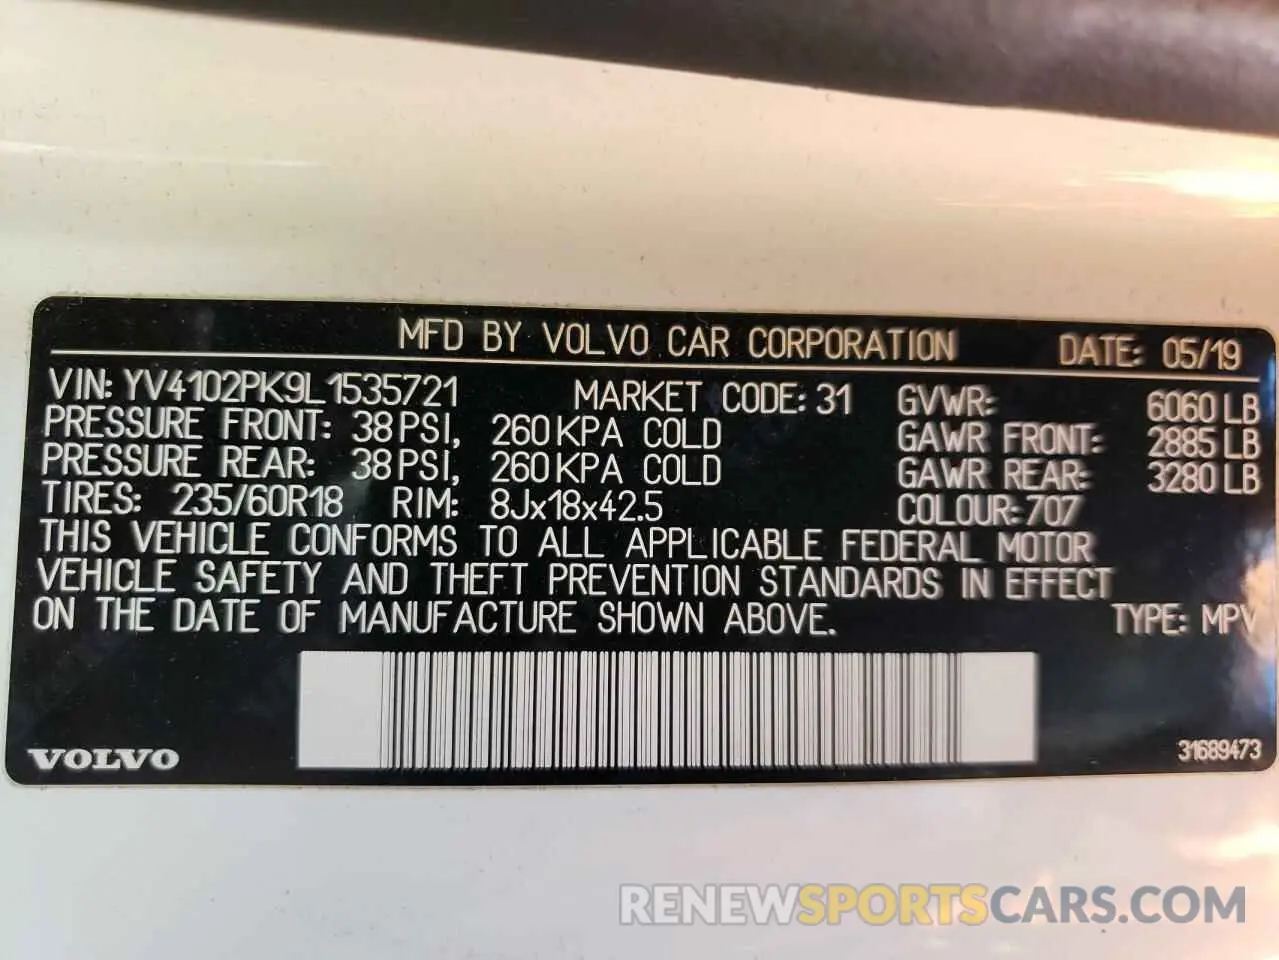 MFD BY VOLVO CAR CORPORATION DATE: 05/19
VIN: YV4102PK9L1535721 MARKET CODE: 31 GVWR: 6060 LB
PRESSURE FRONT: 38 PSI, 260 KPA COLD GAWR FRONT: 2885 LB
PRESSURE REAR: 38 PSI, 260 KPA COLD GAWR REAR: 3280 LB
TIRES: 235/60R18 RIM: 8Jx18x42.5 COLOUR: 707
THIS VEHICLE CONFORMS TO ALL APPLICABLE FEDERAL MOTOR
VEHICLE SAFETY AND THEFT PREVENTION STANDARDS IN EFFECT
ON THE DATE OF MANUFACTURE SHOWN ABOVE. TYPE: MPV
VOLVO 31689473
RENEWSPORTSCARS.COM